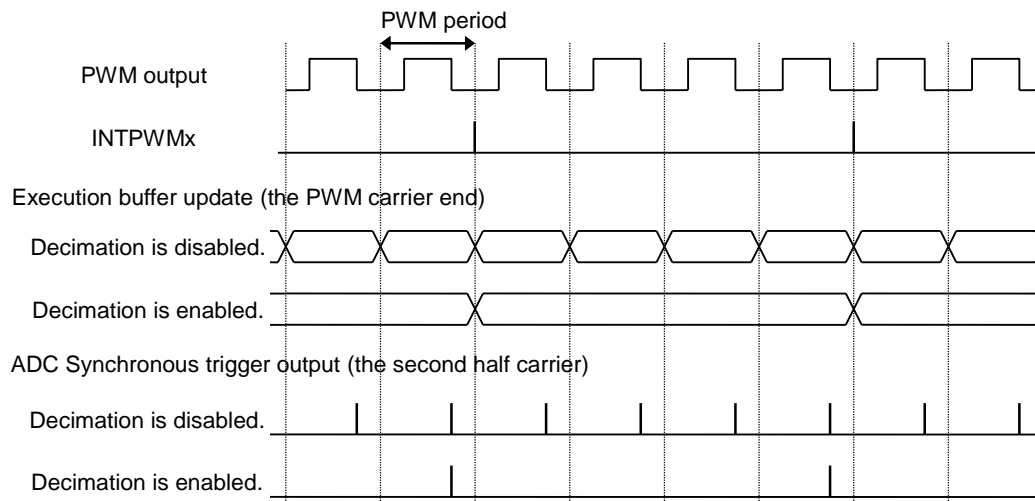 PWM period
PWM output
INTPWMx
Execution buffer update (the PWM carrier end)
Decimation is disabled.
Decimation is enabled.
ADC Synchronous trigger output (the second half carrier)
Decimation is disabled.
Decimation is enabled.